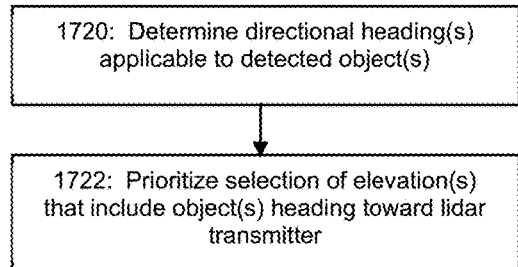 1720: Determine directional heading(s)
applicable to detected object(s)
1722: Prioritize selection of elevation(s)
that include object(s) heading toward lidar
transmitter